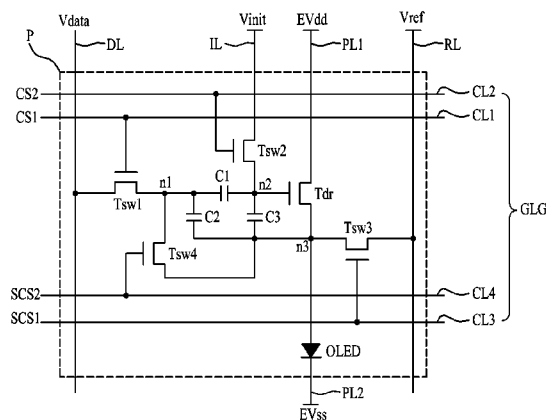 Vdata Vinit EVdd Vref
P DL IL PL1 RL
CS2 CL2
CS1 CL1
Tsw2
C1
n1 n2 Tdr
Tsw1 GLG
C2 C3 Tsw3
n3
Tsw4
SCS2 CL4
SCS1 CL3
OLED
PL2
EVss